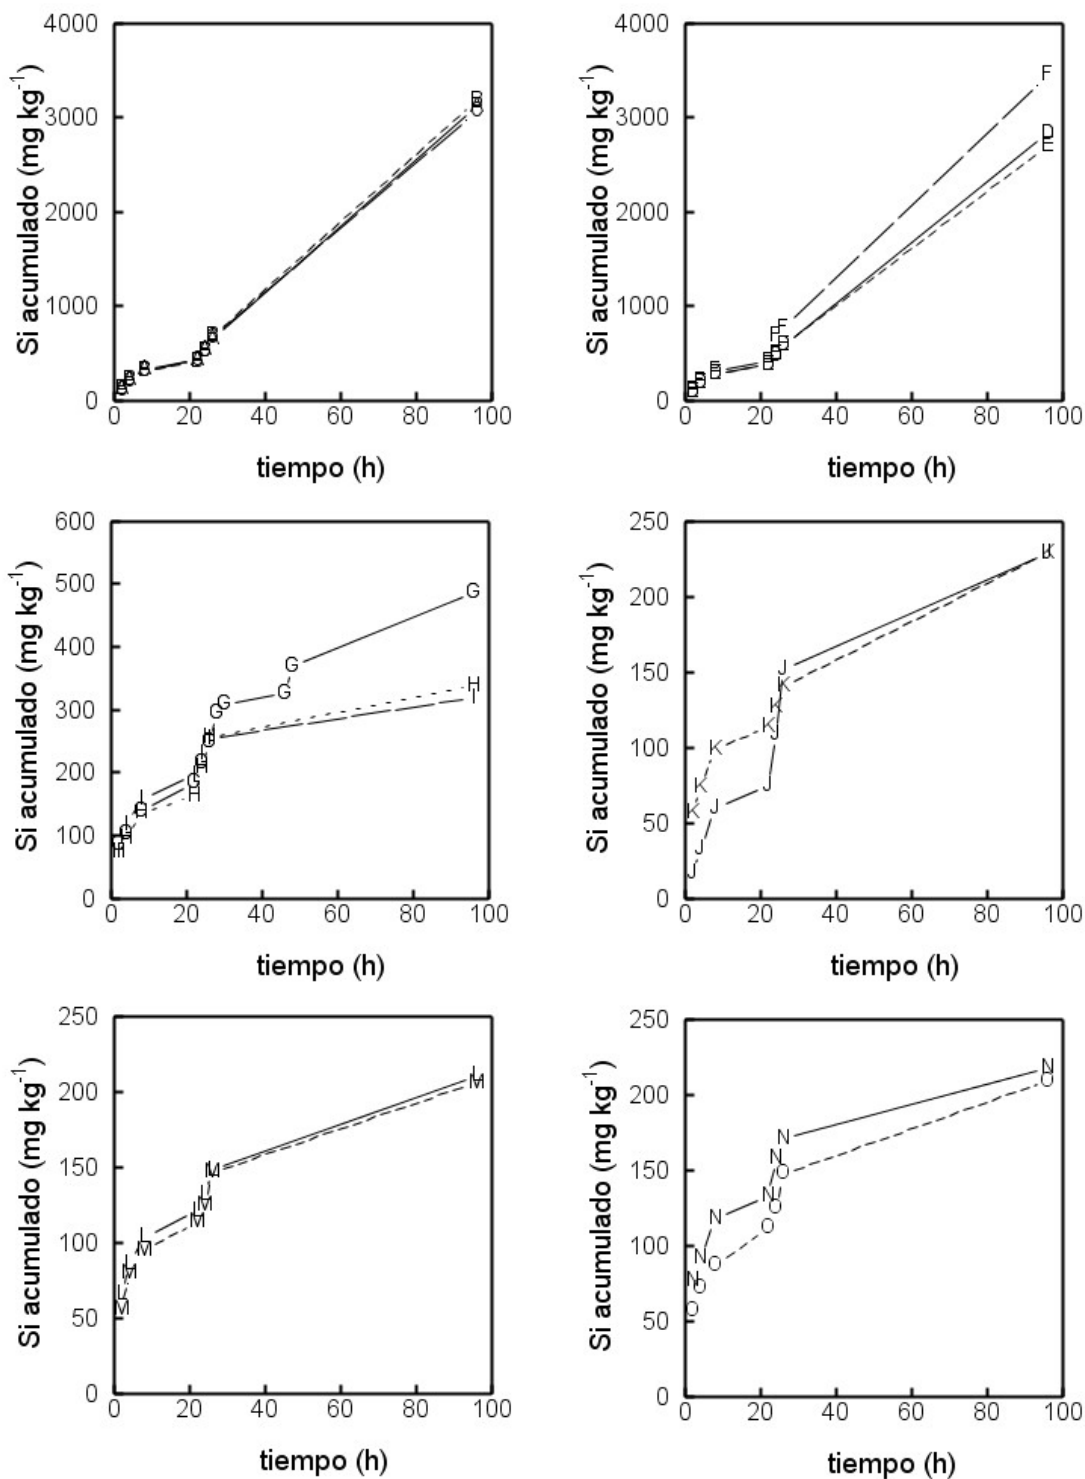 Si acumulado (mg kg-1)
4000
3000
2000
1000
0
0 20 40 60 80 100
tiempo (h)
B
Si acumulado (mg kg-1)
4000
3000
2000
1000
0
0 20 40 60 80 100
tiempo (h)
F
D
E
F
F
Si acumulado (mg kg-1)
600
500
400
300
200
100
0
0 20 40 60 80 100
tiempo (h)
G
G
G
G
G
G
H
I
H
Si acumulado (mg kg-1)
250
200
150
100
50
0
0 20 40 60 80 100
tiempo (h)
K
J
K
J
K
K
K
K
K
J
J
J
J
J
Si acumulado (mg kg-1)
250
200
150
100
50
0
0 20 40 60 80 100
tiempo (h)
L
M
M
L
M
L
M
L
M
L
M
L
M
Si acumulado (mg kg-1)
250
200
150
100
50
0
0 20 40 60 80 100
tiempo (h)
N
O
N
N
O
N
O
N
O
N
O
N
O
N
O